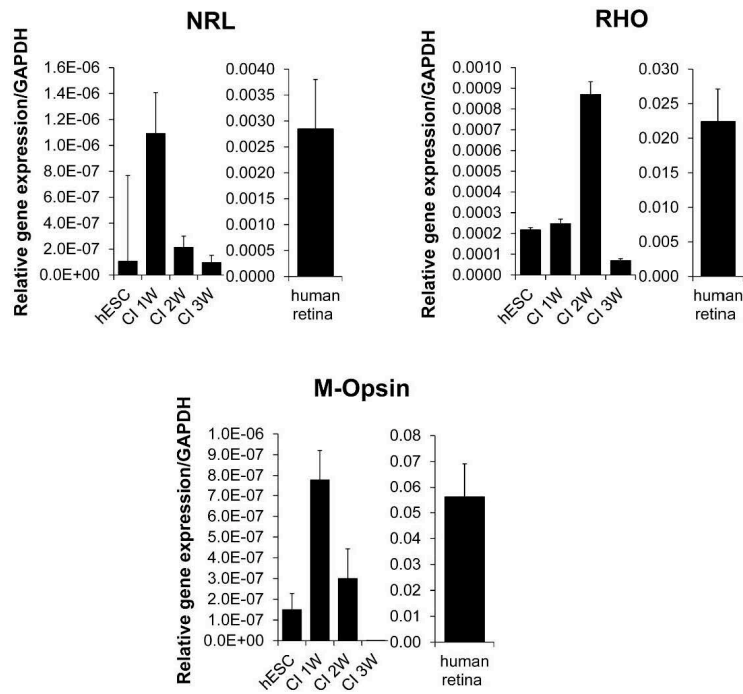 NRL
Relative gene expression/GAPDH
1.6E-06
1.4E-06
1.2E-06
1.0E-06
8.0E-07
6.0E-07
4.0E-07
2.0E-07
0.0E+00
hESC
CI 1W
CI 2W
CI 3W
0.0040
0.0035
0.0030
0.0025
0.0020
0.0015
0.0010
0.0005
0.0000
human
retina
RHO
Relative gene expression/GAPDH
0.0010
0.0009
0.0008
0.0007
0.0006
0.0005
0.0004
0.0003
0.0002
0.0001
0.0000
hESC
CI 1W
CI 2W
CI 3W
0.030
0.025
0.020
0.015
0.010
0.005
0.000
human
retina
M-Opsin
Relative gene expression/GAPDH
1.0E-06
9.0E-07
8.0E-07
7.0E-07
6.0E-07
5.0E-07
4.0E-07
3.0E-07
2.0E-07
1.0E-07
0.0E+00
hESC
CI 1W
CI 2W
CI 3W
0.08
0.07
0.06
0.05
0.04
0.03
0.02
0.01
0.00
human
retina